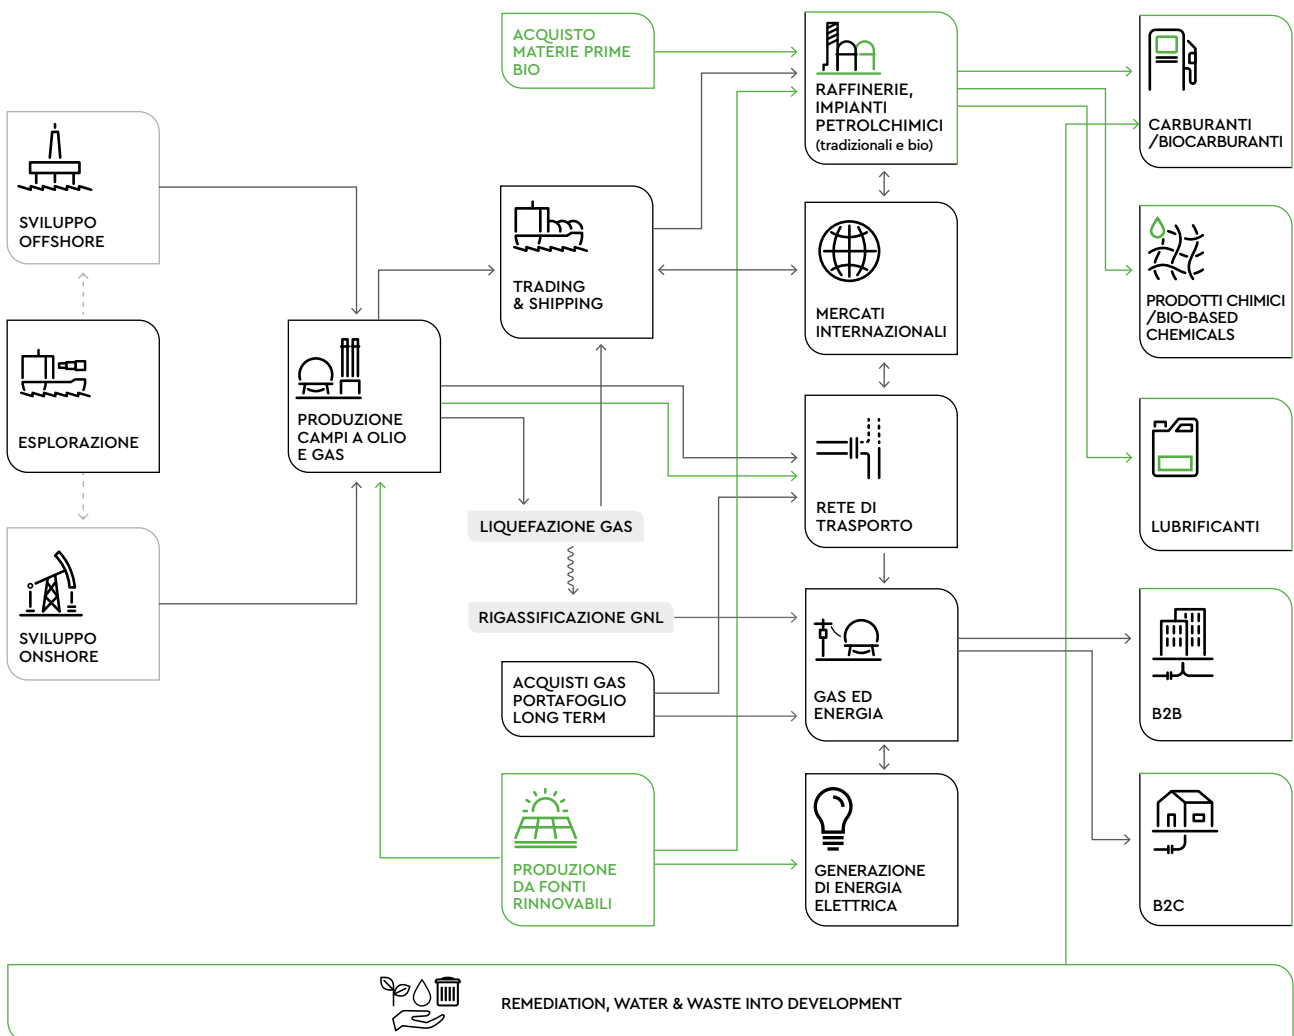 ACQUISTO
MATERIE PRIME
BIO
RAFFINERIE,
IMPIANTI
PETROLCHIMICI
(tradizionali e bio)
CARBURANTI
/BIOCARBURANTI
SVILUPPO
OFFSHORE
TRADING
& SHIPPING
MERCATI
INTERNAZIONALI
PRODOTTI CHIMICI
/BIO-BASED
CHEMICALS
ESPLORAZIONE
PRODUZIONE
CAMPI A OLIO
E GAS
RETE DI
TRASPORTO
LUBRIFICANTI
LIQUEFAZIONE GAS
RIGASSIFICAZIONE GNL
SVILUPPO
ONSHORE
ACQUISTI GAS
PORTAFOGLIO
LONG TERM
GAS ED
ENERGIA
B2B
PRODUZIONE
DA FONTI
RINNOVABILI
GENERAZIONE
DI ENERGIA
ELETTRICA
B2C
REMEDIATION, WATER & WASTE INTO DEVELOPMENT